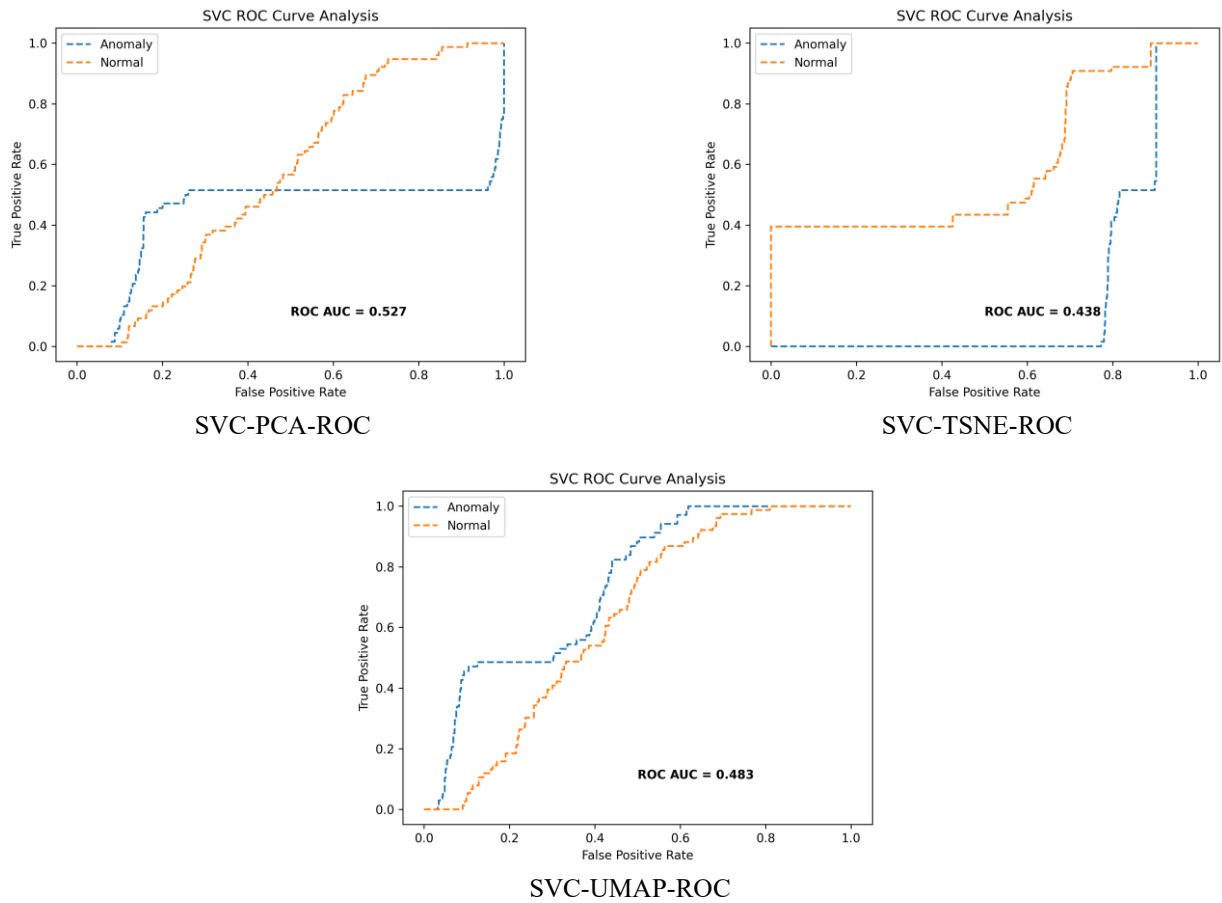 SVC ROC Curve Analysis
Anomaly
Normal
True Positive Rate
1.0
0.8
0.6
0.4
0.2
0.0
ROC AUC = 0.527
0.0 0.2 0.4 0.6 0.8 1.0
False Positive Rate
SVC-PCA-ROC
SVC ROC Curve Analysis
Anomaly
Normal
True Positive Rate
1.0
0.8
0.6
0.4
0.2
0.0
ROC AUC = 0.438
0.0 0.2 0.4 0.6 0.8 1.0
False Positive Rate
SVC-TSNE-ROC
SVC ROC Curve Analysis
Anomaly
Normal
True Positive Rate
1.0
0.8
0.6
0.4
0.2
0.0
ROC AUC = 0.483
0.0 0.2 0.4 0.6 0.8 1.0
False Positive Rate
SVC-UMAP-ROC